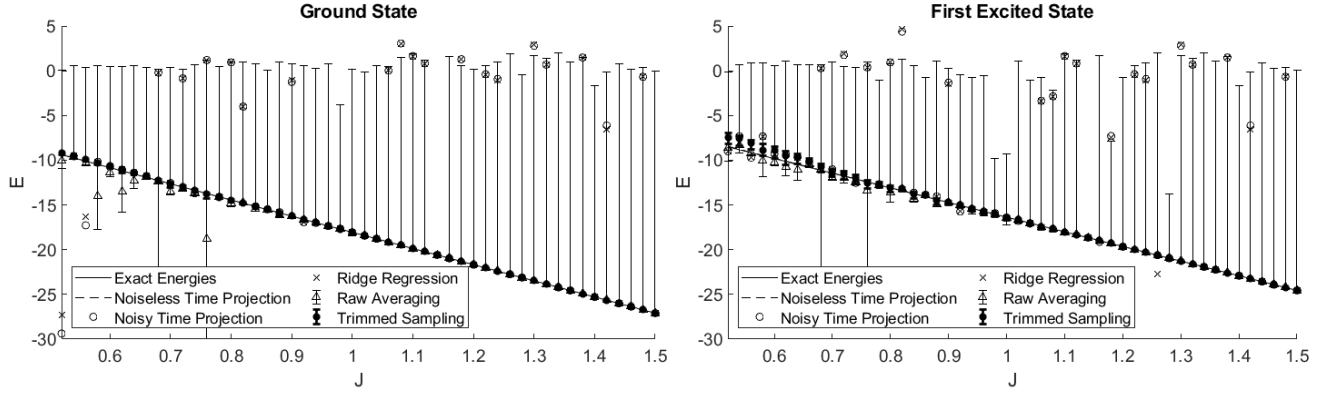 Ground State
5
0
-5
-10
-15
-20
-25
-30
E
Exact Energies
Noiseless Time Projection
Noisy Time Projection
Ridge Regression
Raw Averaging
Trimmed Sampling
0.6 0.7 0.8 0.9 1 1.1 1.2 1.3 1.4 1.5
J
First Excited State
5
0
-5
-10
-15
-20
-25
-30
E
Exact Energies
Noiseless Time Projection
Noisy Time Projection
Ridge Regression
Raw Averaging
Trimmed Sampling
0.6 0.7 0.8 0.9 1 1.1 1.2 1.3 1.4 1.5
J